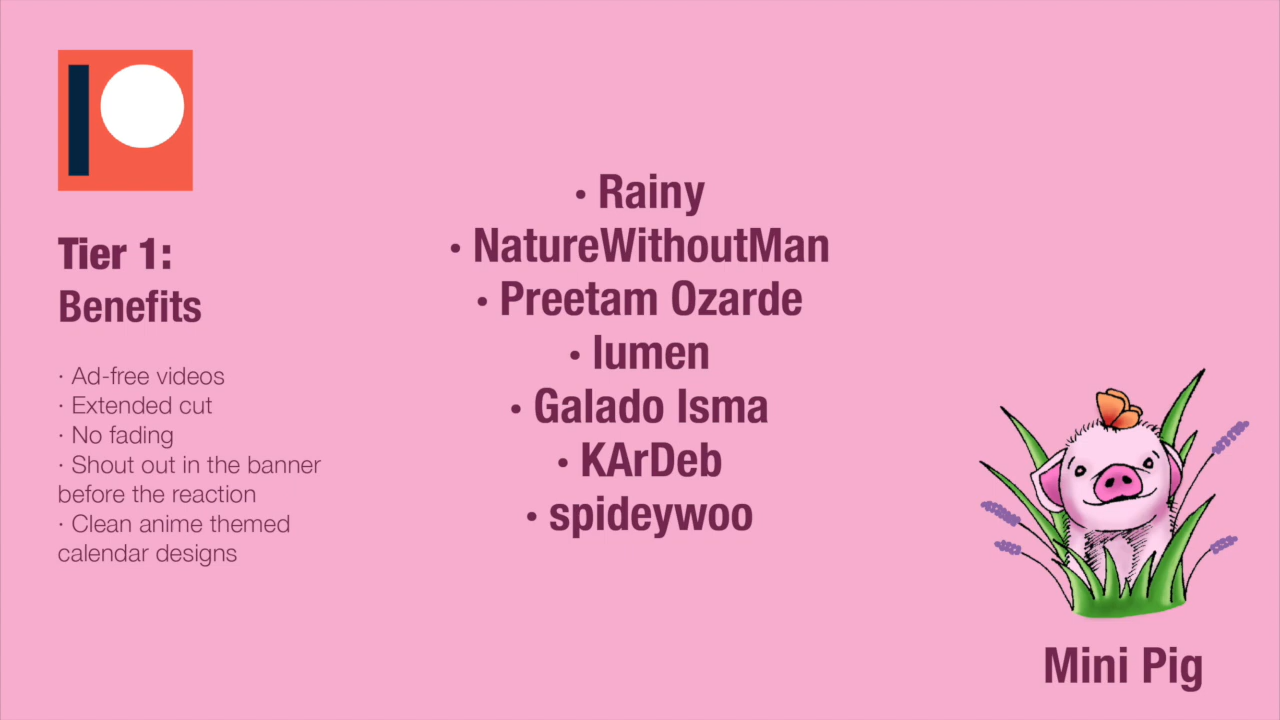 Tier 1:
Benefits
· Ad-free videos
· Extended cut
· No fading
· Shout out in the banner
before the reaction
· Clean anime themed
calendar designs
• Rainy
• NatureWithoutMan
• Preetam Ozarde
• lumen
• Galado Isma
• KArDeb
• spideywoo
Mini Pig